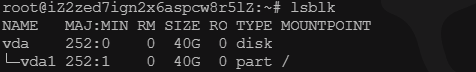 root@iZ2zed7ign2x6aspcw8r5lZ:~# lsblk
NAME   MAJ:MIN RM SIZE RO TYPE MOUNTPOINT
vda    252:0    0  40G  0 disk
└─vda1 252:1    0  40G  0 part /